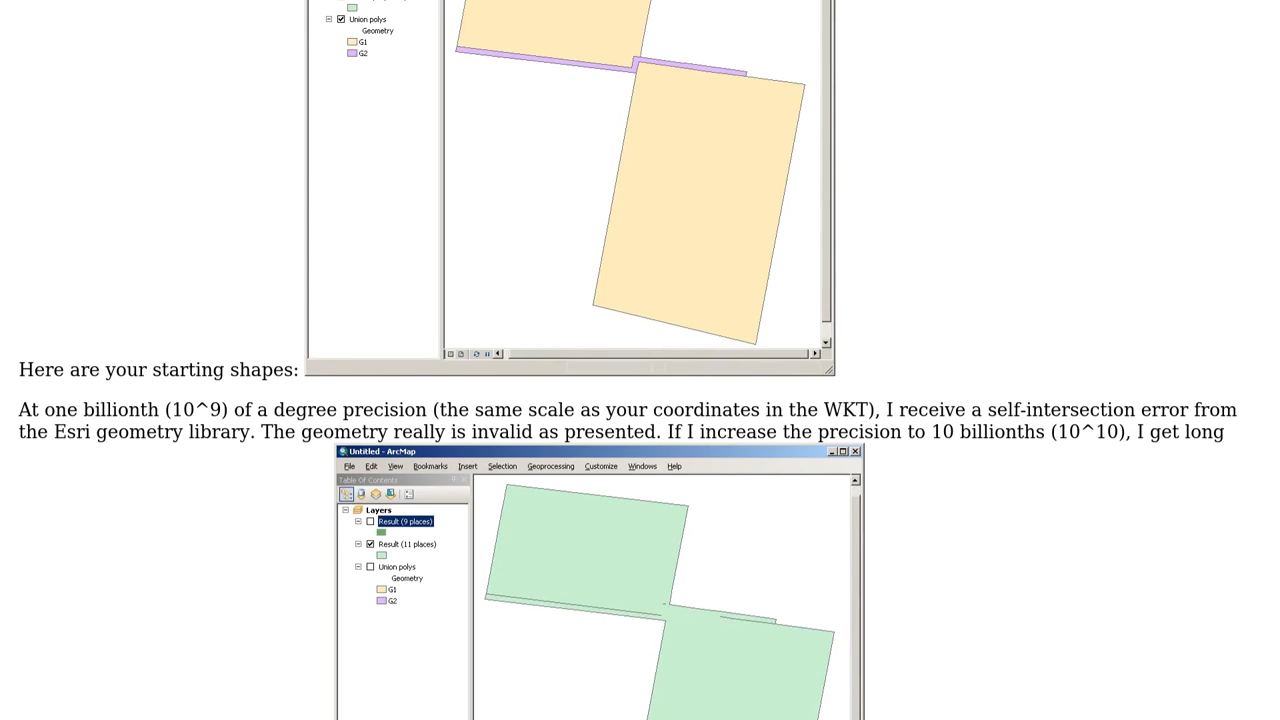 Union polys
Geometry
G1
G2
Here are your starting shapes:
At one billionth (10^9) of a degree precision (the same scale as your coordinates in the WKT), I receive a self-intersection error from
the Esri geometry library. The geometry really is invalid as presented. If I increase the precision to 10 billionths (10^10), I get long
Untitled - ArcMap
File Edit View Bookmarks Insert Selection Geoprocessing Customize Windows Help
Table Of Contents
Layers
Result (9 places)
Result (11 places)
Union polys
Geometry
G1
G2